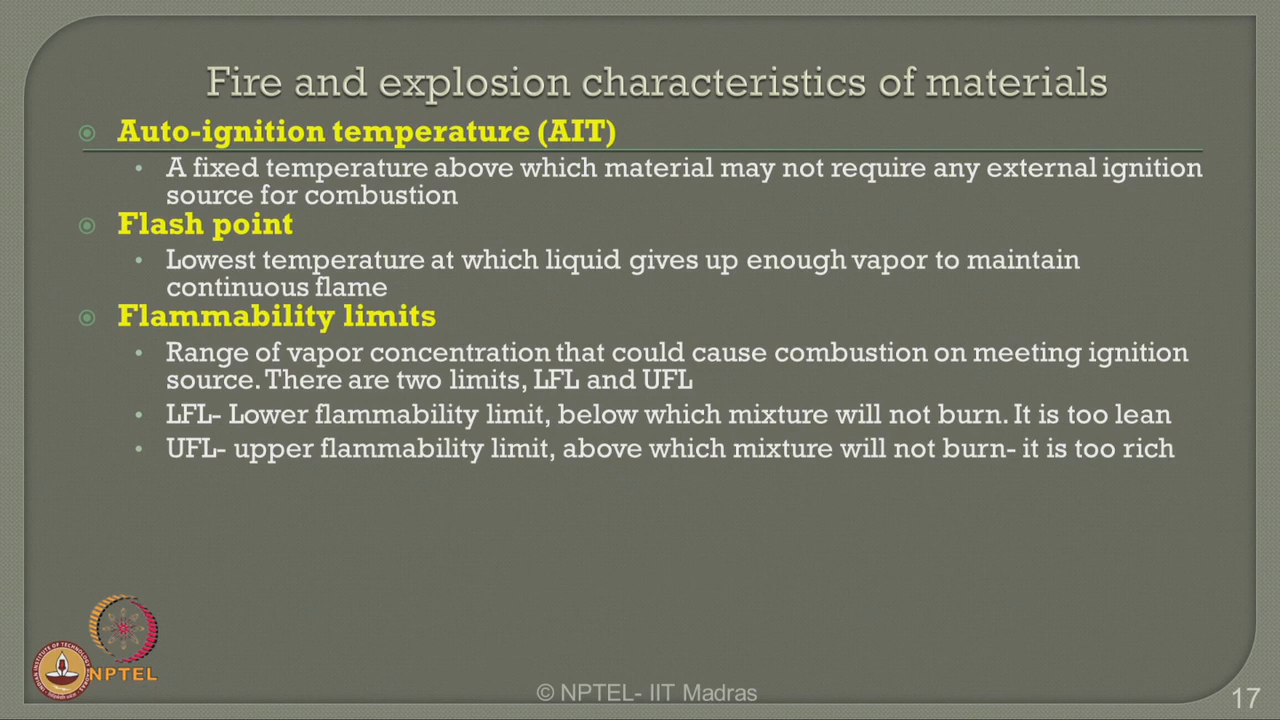 Fire and explosion characteristics of materials
Auto-ignition temperature (AIT)
A fixed temperature above which material may not require any external ignition
source for combustion
Flash point
Lowest temperature at which liquid gives up enough vapor to maintain
continuous flame
Flammability limits
Range of vapor concentration that could cause combustion on meeting ignition
source. There are two limits, LFL and UFL
LFL- Lower flammability limit, below which mixture will not burn. It is too lean
UFL- upper flammability limit, above which mixture will not burn- it is too rich
NPTEL
© NPTEL- IIT Madras
17